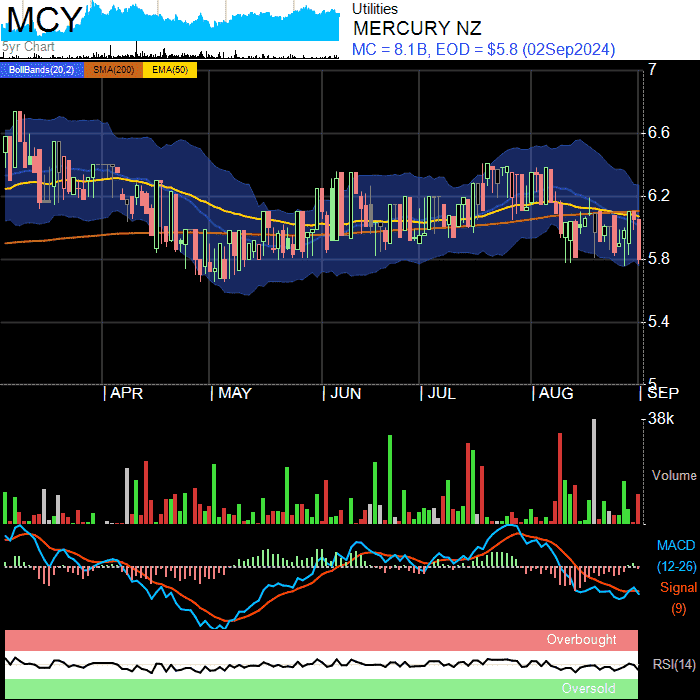 MCY
5yr Chart
Utilities
MERCURY NZ
MC = 8.1B, EOD = $5.8 (02Sep2024)
BollBands(20,2) SMA(200) EMA(50)
7
6.6
6.2
5.8
5.4
5
APR MAY JUN JUL AUG SEP
38k
Volume
MACD
(12-26)
Signal
(9)
Overbought
RSI(14)
Oversold